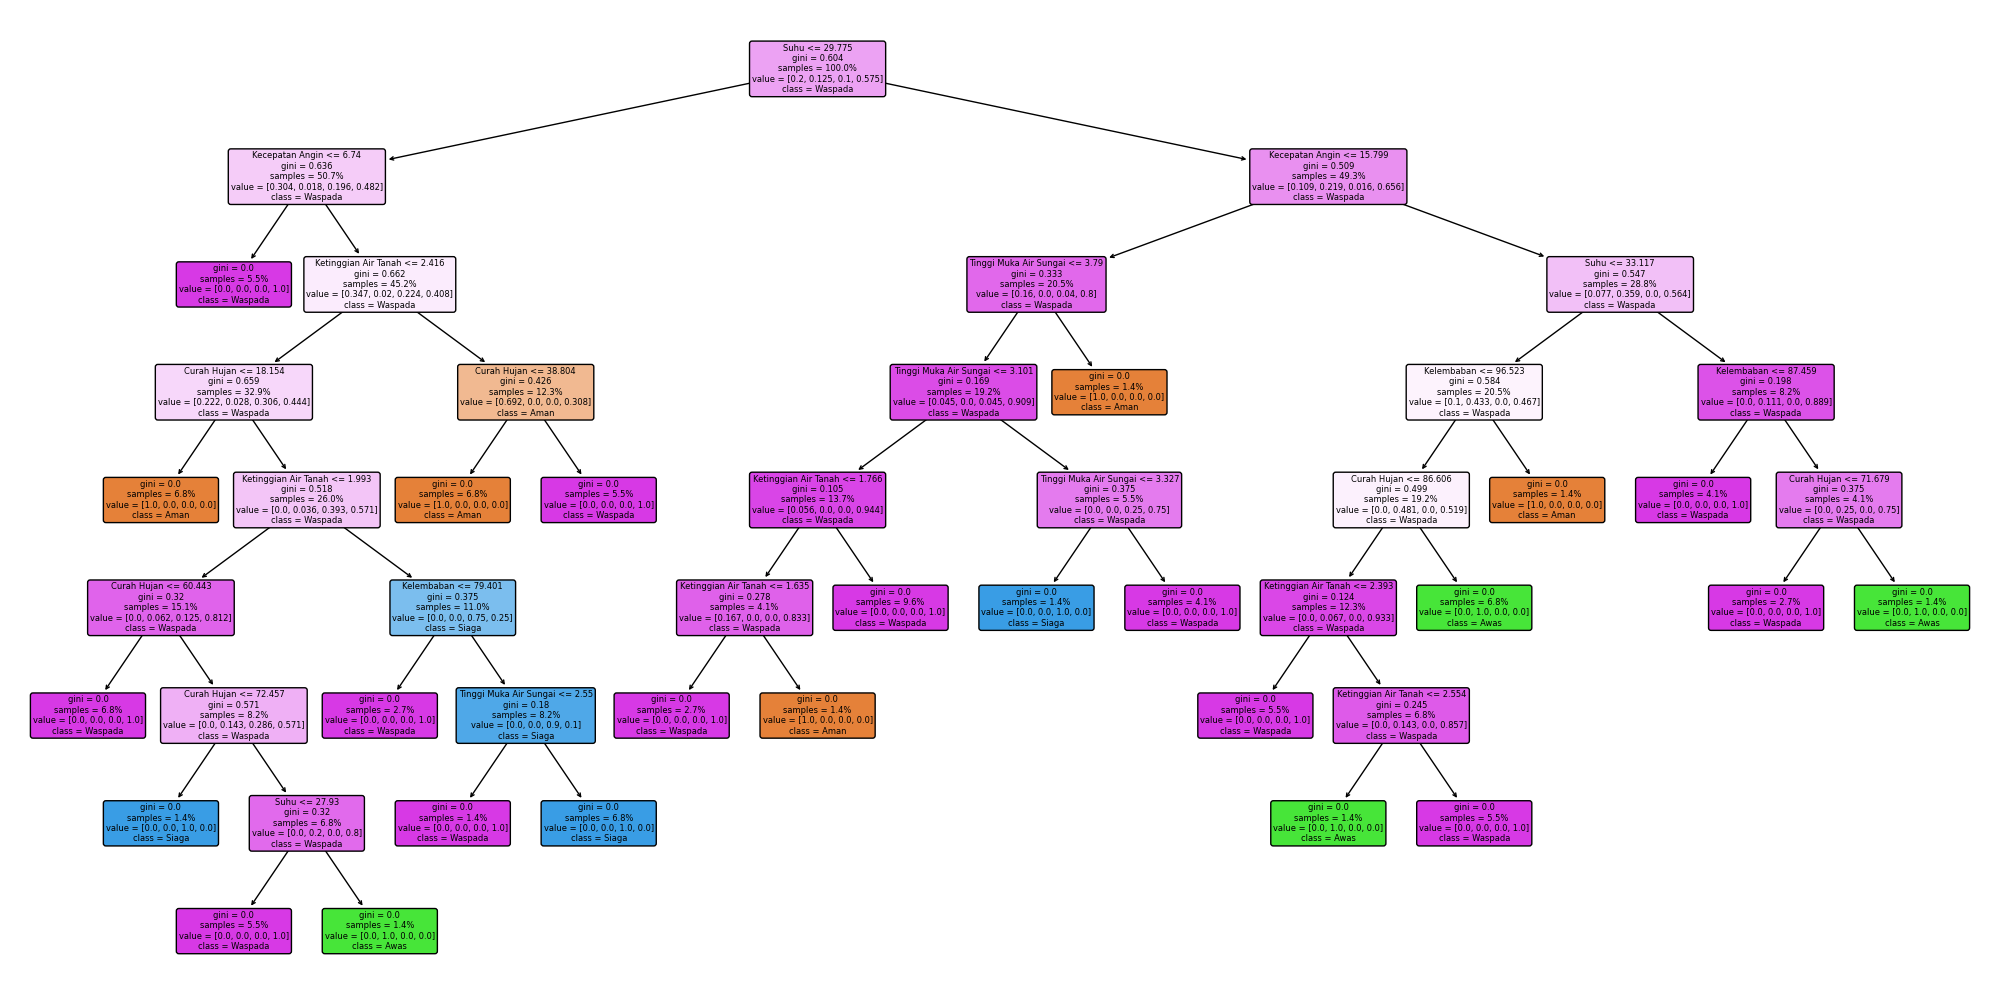 Suhu <= 29.775
gini = 0.604
samples = 100.0%
value = [0.2, 0.125, 0.1, 0.575]
class = Waspada
Kecepatan Angin <= 6.74
gini = 0.636
samples = 50.7%
value = [0.304, 0.018, 0.196, 0.482]
class = Waspada
Kecepatan Angin <= 15.799
gini = 0.509
samples = 49.3%
value = [0.109, 0.219, 0.016, 0.656]
class = Waspada
gini = 0.0
samples = 5.5%
value = [0.0, 0.0, 0.0, 1.0]
class = Waspada
Ketinggian Air Tanah <= 2.416
gini = 0.662
samples = 45.2%
value = [0.347, 0.02, 0.224, 0.408]
class = Waspada
Tinggi Muka Air Sungai <= 3.79
gini = 0.333
samples = 20.5%
value = [0.16, 0.0, 0.04, 0.8]
class = Waspada
Suhu <= 33.117
gini = 0.547
samples = 28.8%
value = [0.077, 0.359, 0.0, 0.564]
class = Waspada
Curah Hujan <= 18.154
gini = 0.659
samples = 32.9%
value = [0.222, 0.028, 0.306, 0.444]
class = Waspada
Curah Hujan <= 38.804
gini = 0.426
samples = 12.3%
value = [0.692, 0.0, 0.0, 0.308]
class = Aman
Tinggi Muka Air Sungai <= 3.101
gini = 0.169
samples = 19.2%
value = [0.045, 0.0, 0.045, 0.909]
class = Waspada
gini = 0.0
samples = 1.4%
value = [1.0, 0.0, 0.0, 0.0]
class = Aman
Kelembaban <= 96.523
gini = 0.584
samples = 20.5%
value = [0.1, 0.433, 0.0, 0.467]
class = Waspada
Kelembaban <= 87.459
gini = 0.198
samples = 8.2%
value = [0.0, 0.111, 0.0, 0.889]
class = Waspada
gini = 0.0
samples = 6.8%
value = [1.0, 0.0, 0.0, 0.0]
class = Aman
Ketinggian Air Tanah <= 1.993
gini = 0.518
samples = 26.0%
value = [0.0, 0.036, 0.393, 0.571]
class = Waspada
gini = 0.0
samples = 6.8%
value = [1.0, 0.0, 0.0, 0.0]
class = Aman
gini = 0.0
samples = 5.5%
value = [0.0, 0.0, 0.0, 1.0]
class = Waspada
Ketinggian Air Tanah <= 1.766
gini = 0.105
samples = 13.7%
value = [0.056, 0.0, 0.0, 0.944]
class = Waspada
Tinggi Muka Air Sungai <= 3.327
gini = 0.375
samples = 5.5%
value = [0.0, 0.0, 0.25, 0.75]
class = Waspada
Curah Hujan <= 86.606
gini = 0.499
samples = 19.2%
value = [0.0, 0.481, 0.0, 0.519]
class = Waspada
gini = 0.0
samples = 1.4%
value = [1.0, 0.0, 0.0, 0.0]
class = Aman
gini = 0.0
samples = 4.1%
value = [0.0, 0.0, 0.0, 1.0]
class = Waspada
Curah Hujan <= 71.679
gini = 0.375
samples = 4.1%
value = [0.0, 0.25, 0.0, 0.75]
class = Waspada
Curah Hujan <= 60.443
gini = 0.32
samples = 15.1%
value = [0.0, 0.062, 0.125, 0.812]
class = Waspada
Kelembaban <= 79.401
gini = 0.375
samples = 11.0%
value = [0.0, 0.0, 0.75, 0.25]
class = Siaga
Ketinggian Air Tanah <= 1.635
gini = 0.278
samples = 4.1%
value = [0.167, 0.0, 0.0, 0.833]
class = Waspada
gini = 0.0
samples = 9.6%
value = [0.0, 0.0, 0.0, 1.0]
class = Waspada
gini = 0.0
samples = 1.4%
value = [0.0, 0.0, 1.0, 0.0]
class = Siaga
gini = 0.0
samples = 4.1%
value = [0.0, 0.0, 0.0, 1.0]
class = Waspada
Ketinggian Air Tanah <= 2.393
gini = 0.124
samples = 12.3%
value = [0.0, 0.067, 0.0, 0.933]
class = Waspada
gini = 0.0
samples = 6.8%
value = [0.0, 1.0, 0.0, 0.0]
class = Awas
gini = 0.0
samples = 2.7%
value = [0.0, 0.0, 0.0, 1.0]
class = Waspada
gini = 0.0
samples = 1.4%
value = [0.0, 1.0, 0.0, 0.0]
class = Awas
gini = 0.0
samples = 6.8%
value = [0.0, 0.0, 0.0, 1.0]
class = Waspada
Curah Hujan <= 72.457
gini = 0.571
samples = 8.2%
value = [0.0, 0.143, 0.286, 0.571]
class = Waspada
gini = 0.0
samples = 2.7%
value = [0.0, 0.0, 0.0, 1.0]
class = Waspada
Tinggi Muka Air Sungai <= 2.55
gini = 0.18
samples = 8.2%
value = [0.0, 0.0, 0.9, 0.1]
class = Siaga
gini = 0.0
samples = 2.7%
value = [0.0, 0.0, 0.0, 1.0]
class = Waspada
gini = 0.0
samples = 1.4%
value = [1.0, 0.0, 0.0, 0.0]
class = Aman
gini = 0.0
samples = 5.5%
value = [0.0, 0.0, 0.0, 1.0]
class = Waspada
Ketinggian Air Tanah <= 2.554
gini = 0.245
samples = 6.8%
value = [0.0, 0.143, 0.0, 0.857]
class = Waspada
gini = 0.0
samples = 1.4%
value = [0.0, 0.0, 1.0, 0.0]
class = Siaga
Suhu <= 27.93
gini = 0.32
samples = 6.8%
value = [0.0, 0.2, 0.0, 0.8]
class = Waspada
gini = 0.0
samples = 1.4%
value = [0.0, 0.0, 0.0, 1.0]
class = Waspada
gini = 0.0
samples = 6.8%
value = [0.0, 0.0, 1.0, 0.0]
class = Siaga
gini = 0.0
samples = 1.4%
value = [0.0, 1.0, 0.0, 0.0]
class = Awas
gini = 0.0
samples = 5.5%
value = [0.0, 0.0, 0.0, 1.0]
class = Waspada
gini = 0.0
samples = 5.5%
value = [0.0, 0.0, 0.0, 1.0]
class = Waspada
gini = 0.0
samples = 1.4%
value = [0.0, 1.0, 0.0, 0.0]
class = Awas